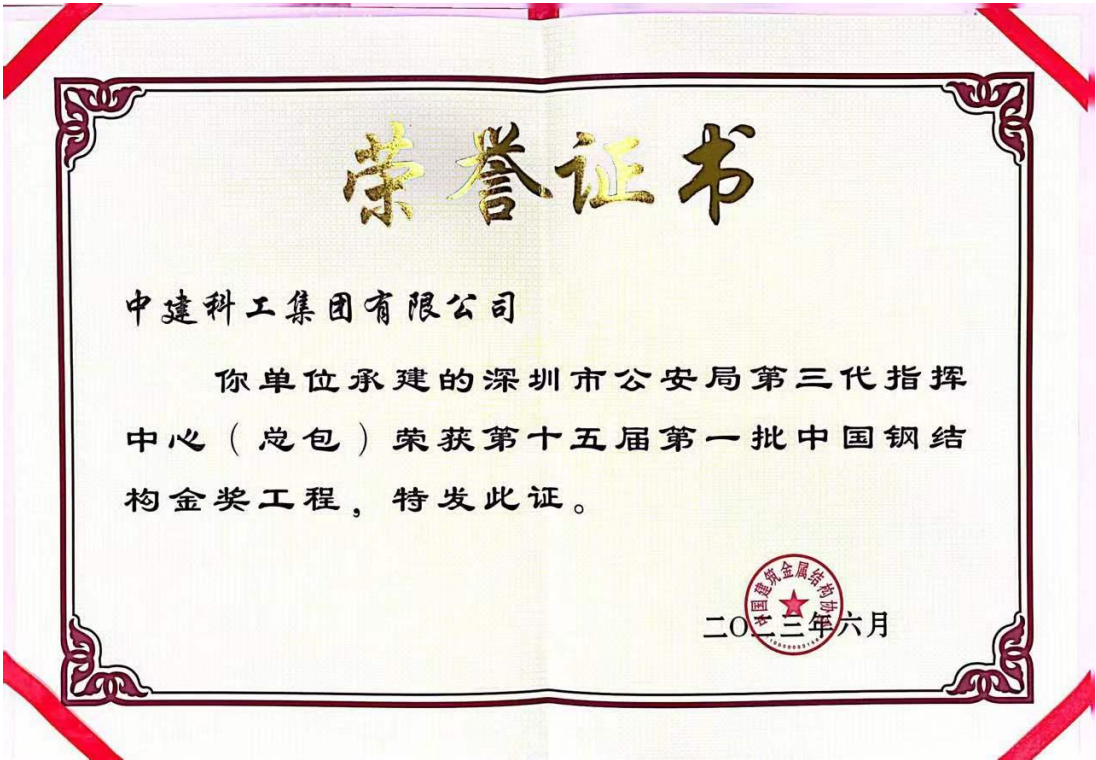 荣誉证书
中建科工集团有限公司
你单位承建的深圳市公安局第三代指挥
中心（总包）荣获第十五届第一批中国钢结
构金奖工程，特发此证。
中国建筑金属结构协会
二〇二三年六月